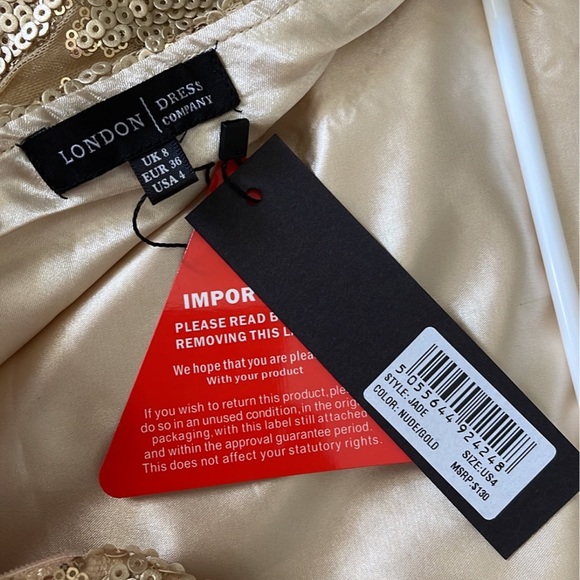 LONDON DRESS COMPANY
UK 8
EUR 36
USA 4
IMPOR
PLEASE READ B
REMOVING THIS L
We hope that you are plea
With your product
If you wish to return this product, ple
do so in an unused condition, in the orig
packaging, with this label still attached
and within the approval guarantee period.
This does not affect your statutory rights.
5055644924248
STYLE: JADE SIZE:US4
COLOR: NUDE/GOLD MSRP:$130